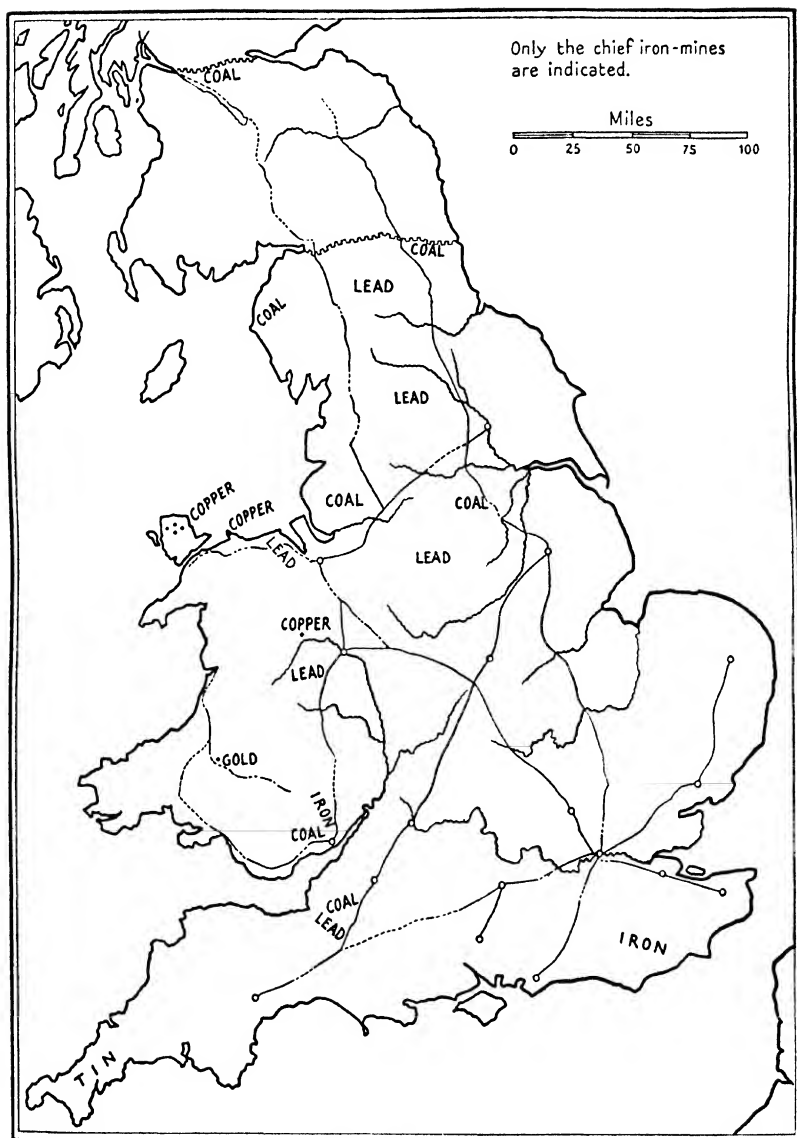 Only the chief iron-mines
are indicated.
Miles
0 25 50 75 100
COAL
COAL
LEAD
COAL
LEAD
COPPER
COPPER
LEAD
COAL
COAL
LEAD
COPPER
LEAD
GOLD
IRON
COAL
COAL
LEAD
IRON
TIN